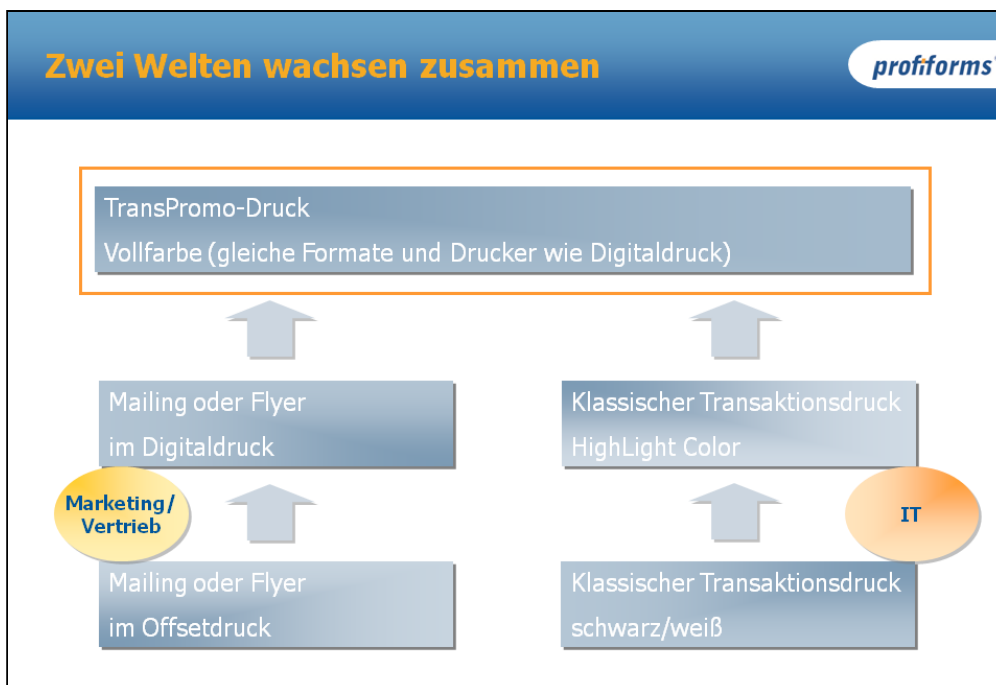 Zwei Welten wachsen zusammen
profiforms
TransPromo-Druck
Vollfarbe (gleiche Formate und Drucker wie Digitaldruck)
Mailing oder Flyer
im Digitaldruck
Klassischer Transaktionsdruck
HighLight Color
Marketing/
Vertrieb
IT
Mailing oder Flyer
im Offsetdruck
Klassischer Transaktionsdruck
schwarz/weiß